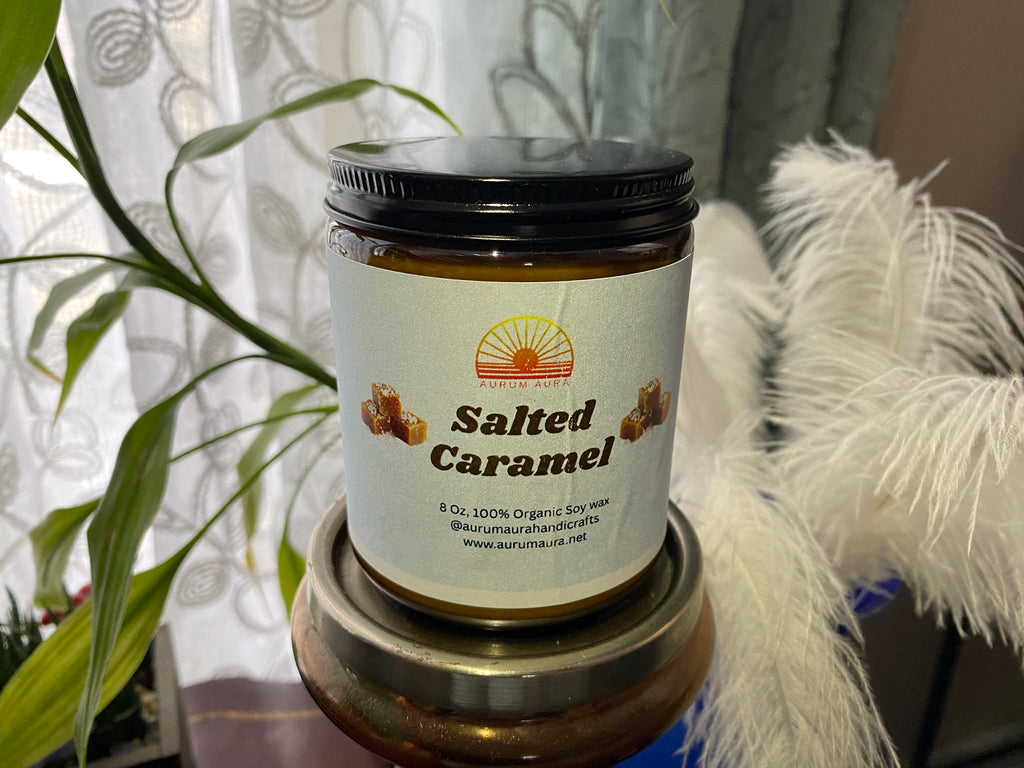 AURUM AURA
Salted
Caramel
8 Oz, 100% Organic Soy wax
@aurumaurahandicrafts
www.aurumaura.net